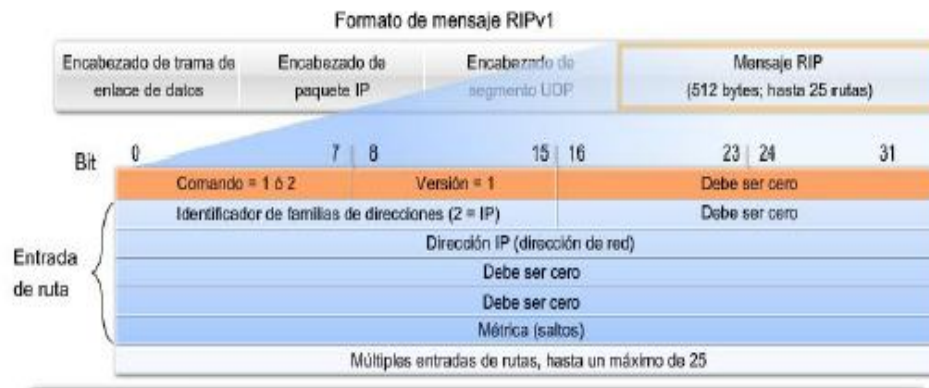 Formato de mensaje RIPv1
Encabezado de trama de
enlace de datos
Encabezado de
paquete IP
Encabezado de
segmento UDP
Mensaje RIP
(512 bytes; hasta 25 rutas)
Bit 0 7 8 15 16 23 24 31
Comando = 1 ó 2 Versión = 1 Debe ser cero
Identificador de familias de direcciones (2 = IP) Debe ser cero
Dirección IP (dirección de red)
Debe ser cero
Debe ser cero
Métrica (saltos)
Entrada
de ruta
Múltiples entradas de rutas, hasta un máximo de 25